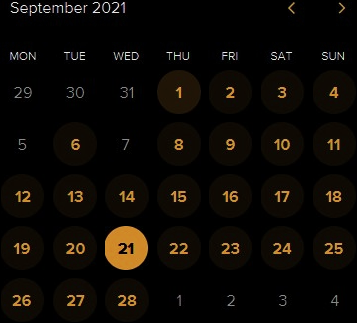 September 2021
MON TUE WED THU FRI SAT SUN
29 30 31 1 2 3 4
5 6 7 8 9 10 11
12 13 14 15 16 17 18
19 20 21 22 23 24 25
26 27 28 1 2 3 4